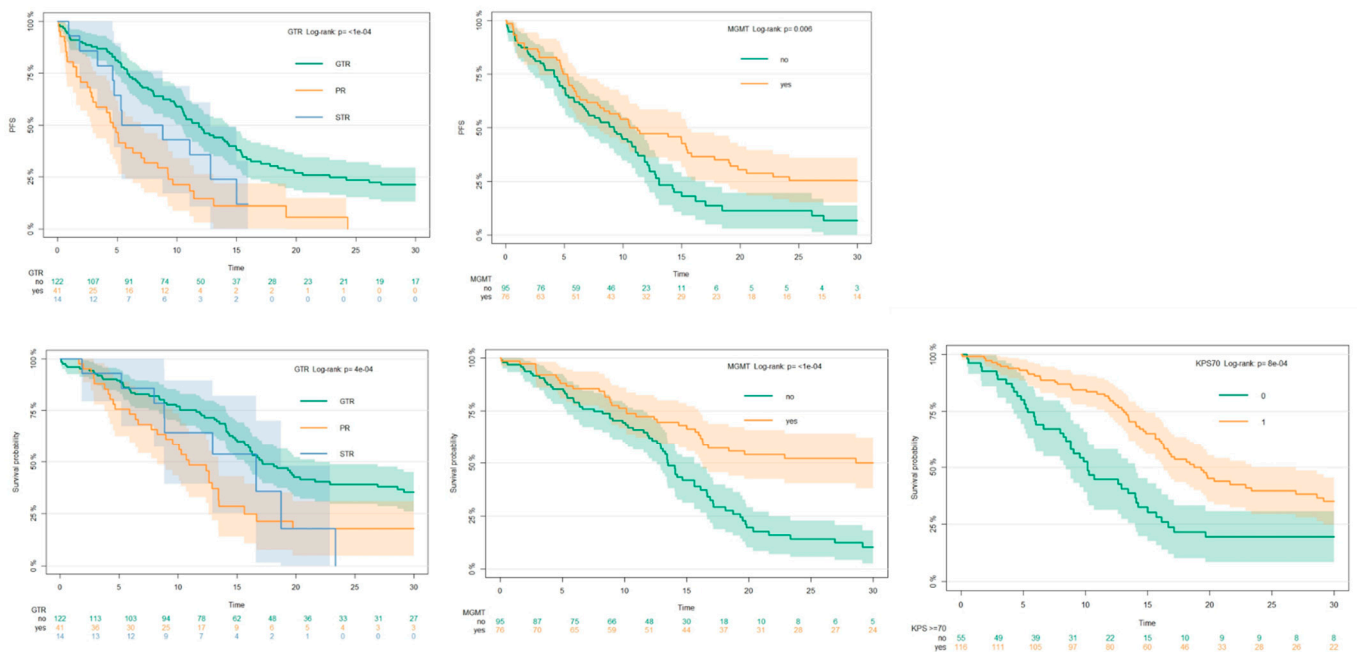 GTR Log-rank: p= <1e-04
GTR
PR
STR
PFS
0 % 25 % 50 % 75 % 100 %
0 5 10 15 20 25 30
Time
GTR
no 122 107 91 74 50 37 28 23 21 19 17
yes 41 25 16 12 4 2 2 1 1 0 0
14 12 7 6 3 2 0 0 0 0 0
MGMT Log-rank: p= 0.006
no
yes
PFS
0 % 25 % 50 % 75 % 100 %
0 5 10 15 20 25 30
Time
MGMT
no 95 76 59 46 23 11 6 5 5 4 3
yes 76 63 51 43 32 29 23 18 16 15 14
GTR Log-rank: p= 4e-04
GTR
PR
STR
Survival probability
0 % 25 % 50 % 75 % 100 %
0 5 10 15 20 25 30
Time
GTR
no 122 113 103 94 78 62 48 36 33 31 27
yes 41 36 30 25 17 9 6 5 4 3 3
14 13 12 9 7 4 2 1 0 0 0
MGMT Log-rank: p= <1e-04
no
yes
Survival probability
0 % 25 % 50 % 75 % 100 %
0 5 10 15 20 25 30
Time
MGMT
no 95 87 75 66 48 30 18 10 8 6 5
yes 76 76 65 59 51 44 37 31 28 27 24
KPS70 Log-rank: p= 8e-04
0
1
Survival probability
0 % 25 % 50 % 75 % 100 %
0 5 10 15 20 25 30
Time
KPS >=70
no 55 49 39 31 22 15 10 9 9 8 8
yes 116 111 105 97 80 60 46 33 28 26 22